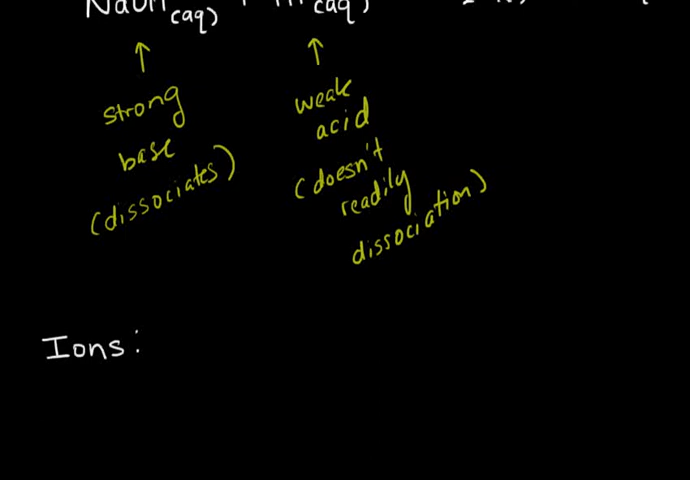 NaOH(aq) + (aq)
↑ ↑
strong
base
(dissociates)
weak
acid
(doesn't
readily
dissociation)
Ions: